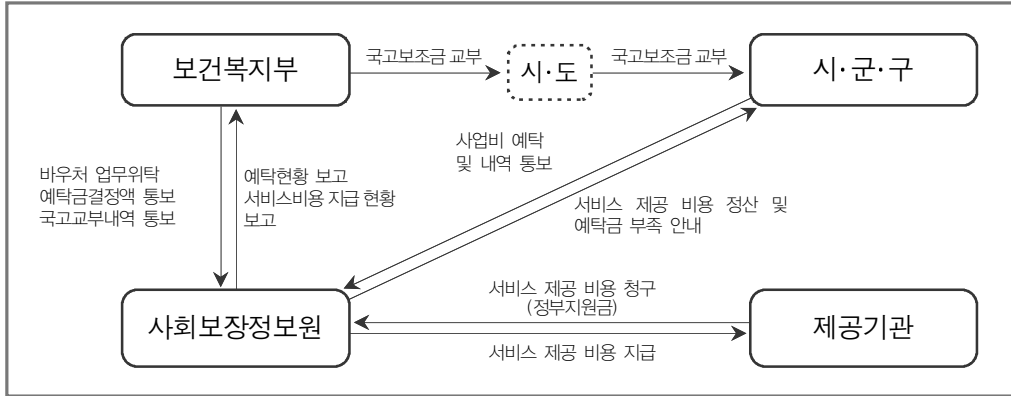 보건복지부
국고보조금 교부
시·도
국고보조금 교부
시·군·구
사업비 예탁
및 내역 통보
바우처 업무위탁
예탁금결정액 통보
국고교부내역 통보
예탁현황 보고
서비스비용 지급 현황
보고
서비스 제공 비용 정산 및
예탁금 부족 안내
사회보장정보원
서비스 제공 비용 청구
(정부지원금)
서비스 제공 비용 지급
제공기관